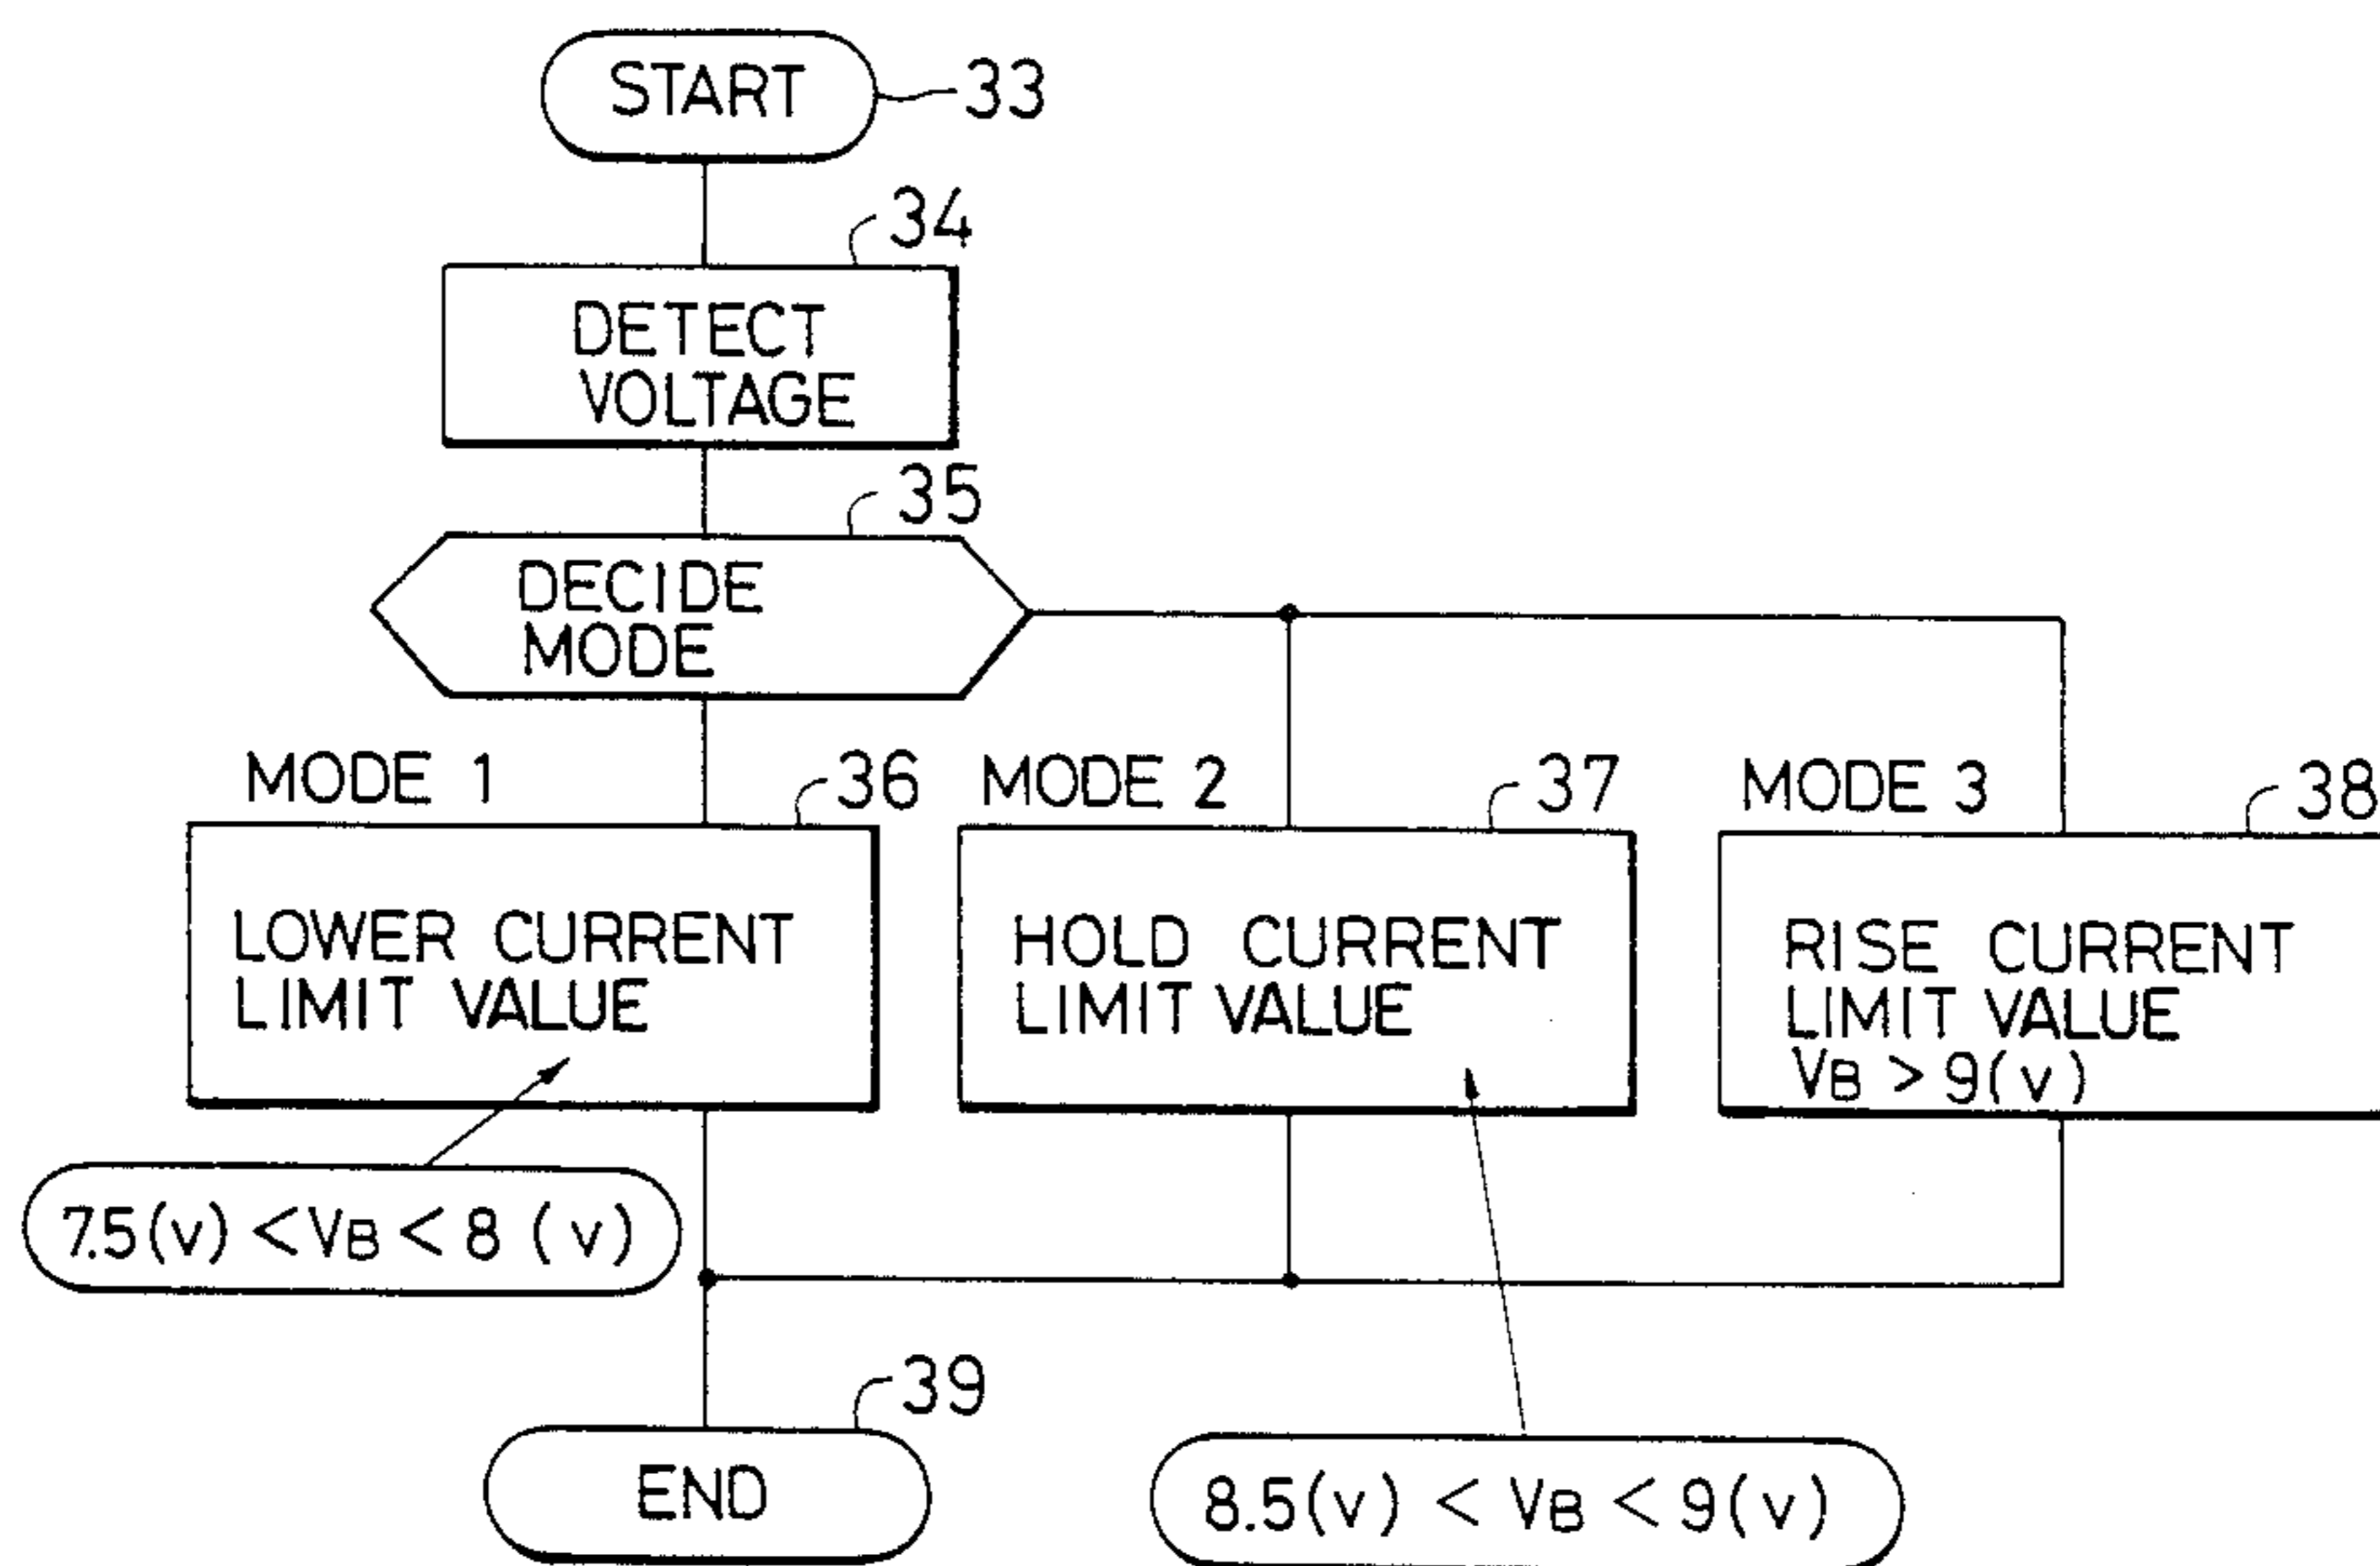 START
33
34
DETECT
VOLTAGE
35
DECIDE
MODE
MODE 1
36
MODE 2
37
MODE 3
38
LOWER CURRENT
LIMIT VALUE
HOLD CURRENT
LIMIT VALUE
RISE CURRENT
LIMIT VALUE
VB > 9(v)
7.5(v) < VB < 8 (v)
39
END
8.5(v) < VB < 9(v)